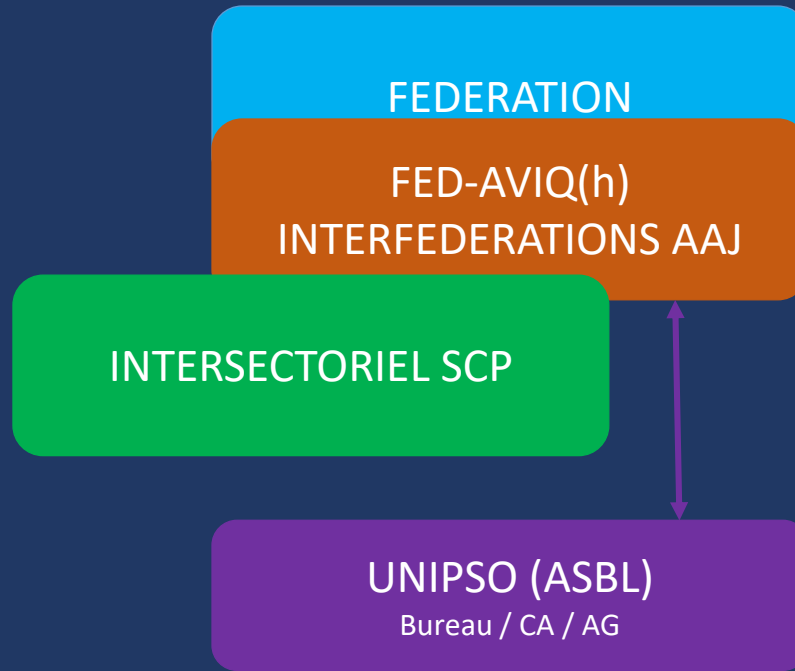 FEDERATION
FED-AVIQ(h)
INTERFEDERATIONS AAJ
INTERSECTORIEL SCP
UNIPSO (ASBL)
Bureau / CA / AG